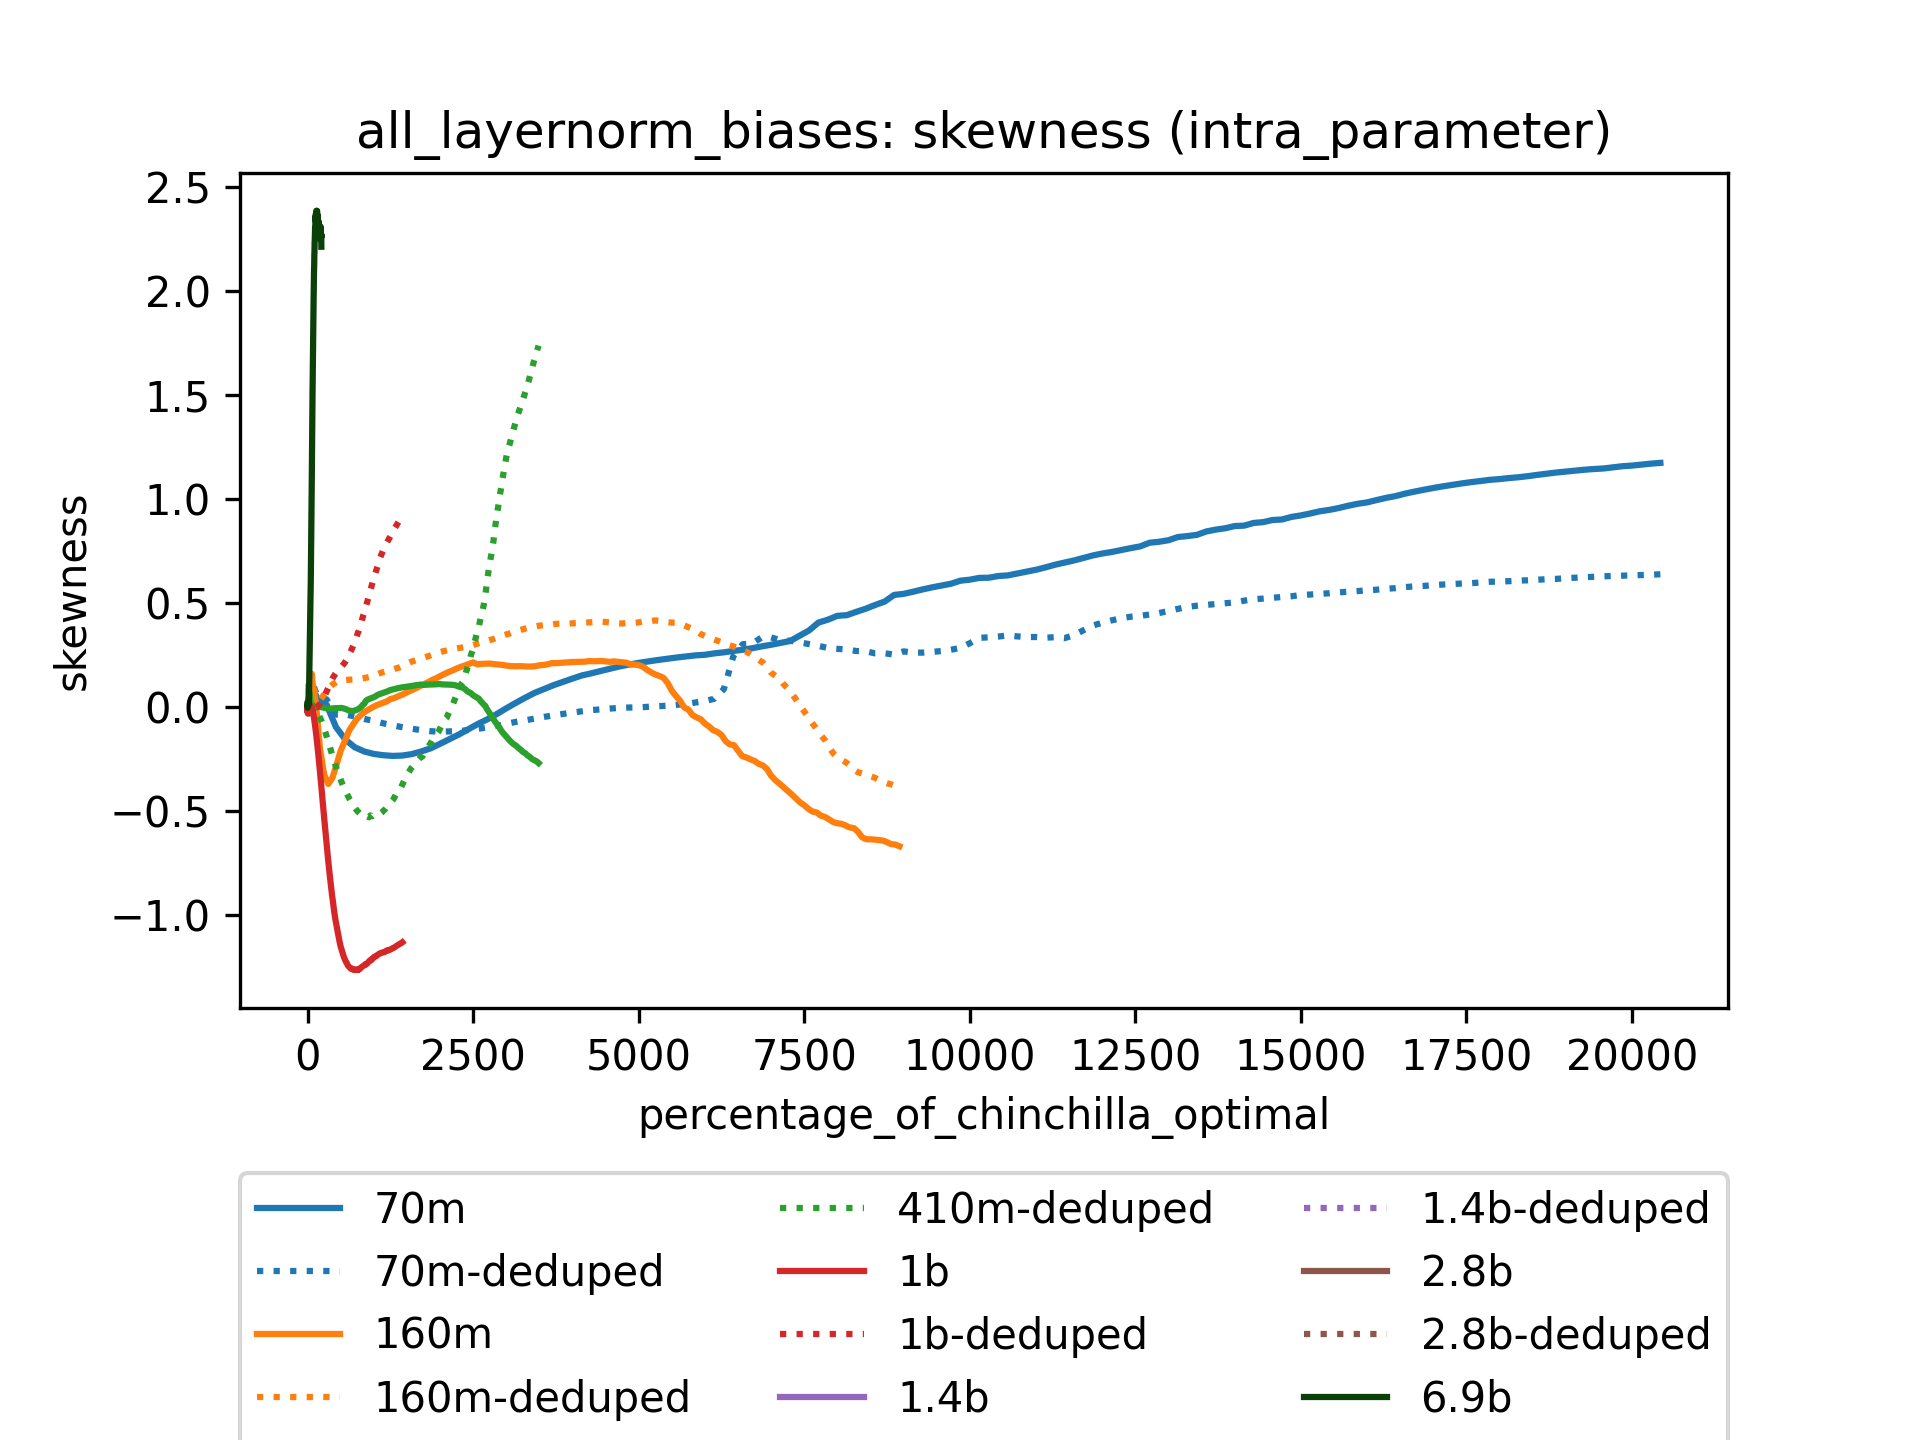 all_layernorm_biases: skewness (intra_parameter)
2.5
2.0
1.5
1.0
0.5
0.0
−0.5
−1.0
skewness
0 2500 5000 7500 10000 12500 15000 17500 20000
percentage_of_chinchilla_optimal
70m 410m-deduped 1.4b-deduped
70m-deduped 1b 2.8b
160m 1b-deduped 2.8b-deduped
160m-deduped 1.4b 6.9b